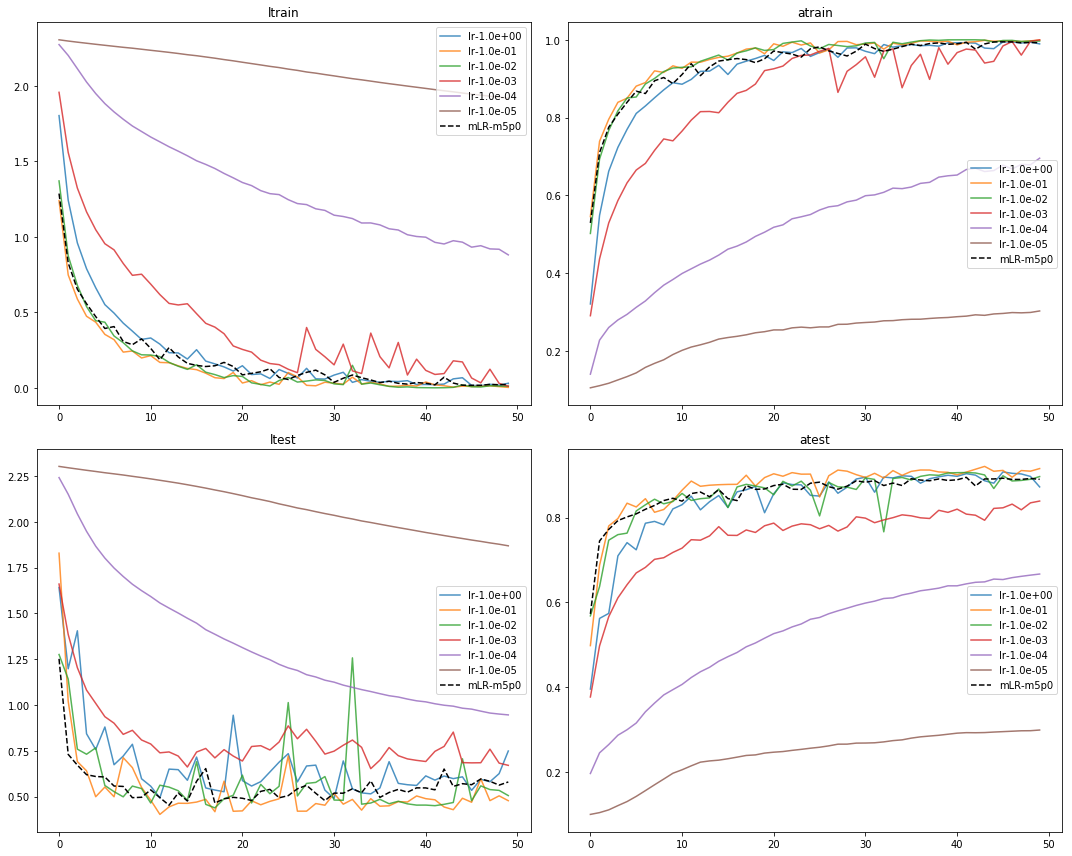 ltrain
2.0
1.5
1.0
0.5
0.0
0
10
20
30
40
50
lr-1.0e+00
lr-1.0e-01
lr-1.0e-02
lr-1.0e-03
lr-1.0e-04
lr-1.0e-05
mLR-m5p0
atrain
1.0
0.8
0.6
0.4
0.2
0
10
20
30
40
50
lr-1.0e+00
lr-1.0e-01
lr-1.0e-02
lr-1.0e-03
lr-1.0e-04
lr-1.0e-05
mLR-m5p0
ltest
2.25
2.00
1.75
1.50
1.25
1.00
0.75
0.50
0
10
20
30
40
50
lr-1.0e+00
lr-1.0e-01
lr-1.0e-02
lr-1.0e-03
lr-1.0e-04
lr-1.0e-05
mLR-m5p0
atest
0.8
0.6
0.4
0.2
0
10
20
30
40
50
lr-1.0e+00
lr-1.0e-01
lr-1.0e-02
lr-1.0e-03
lr-1.0e-04
lr-1.0e-05
mLR-m5p0